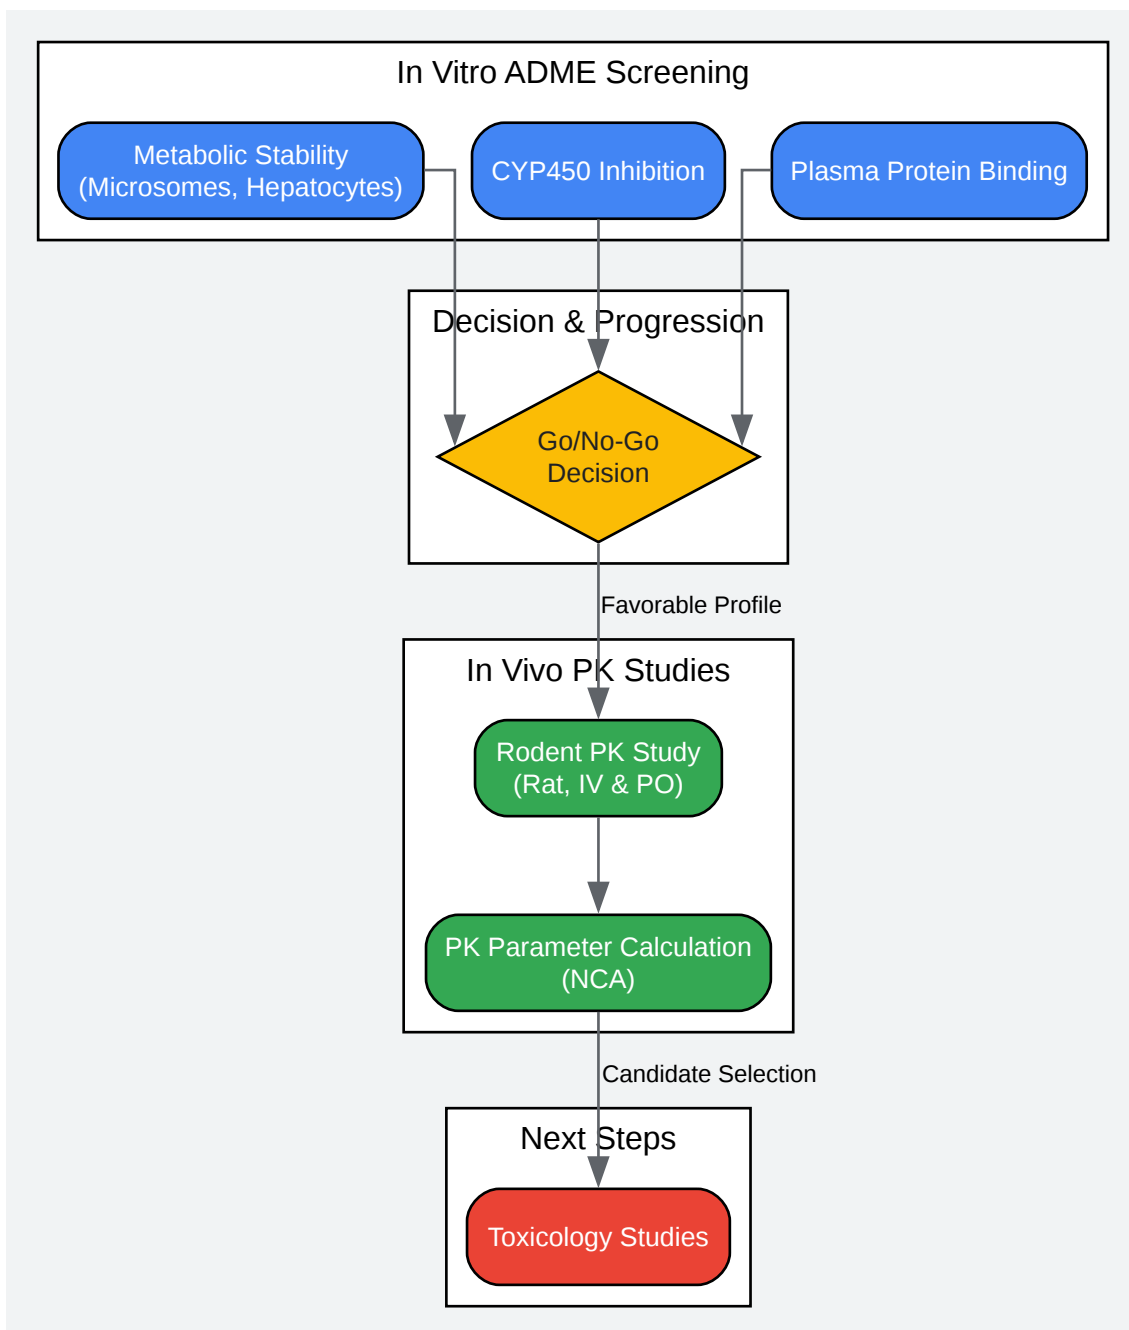 In Vitro ADME Screening
Metabolic Stability
(Microsomes, Hepatocytes)
CYP450 Inhibition
Plasma Protein Binding
Decision & Progression
Go/No-Go
Decision
Favorable Profile
In Vivo PK Studies
Rodent PK Study
(Rat, IV & PO)
PK Parameter Calculation
(NCA)
Candidate Selection
Next Steps
Toxicology Studies